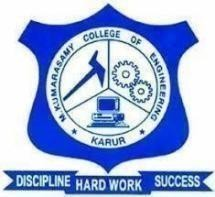 M.KUMARASAMY COLLEGE OF ENGINEERING
KARUR
DISCIPLINE HARD WORK SUCCESS